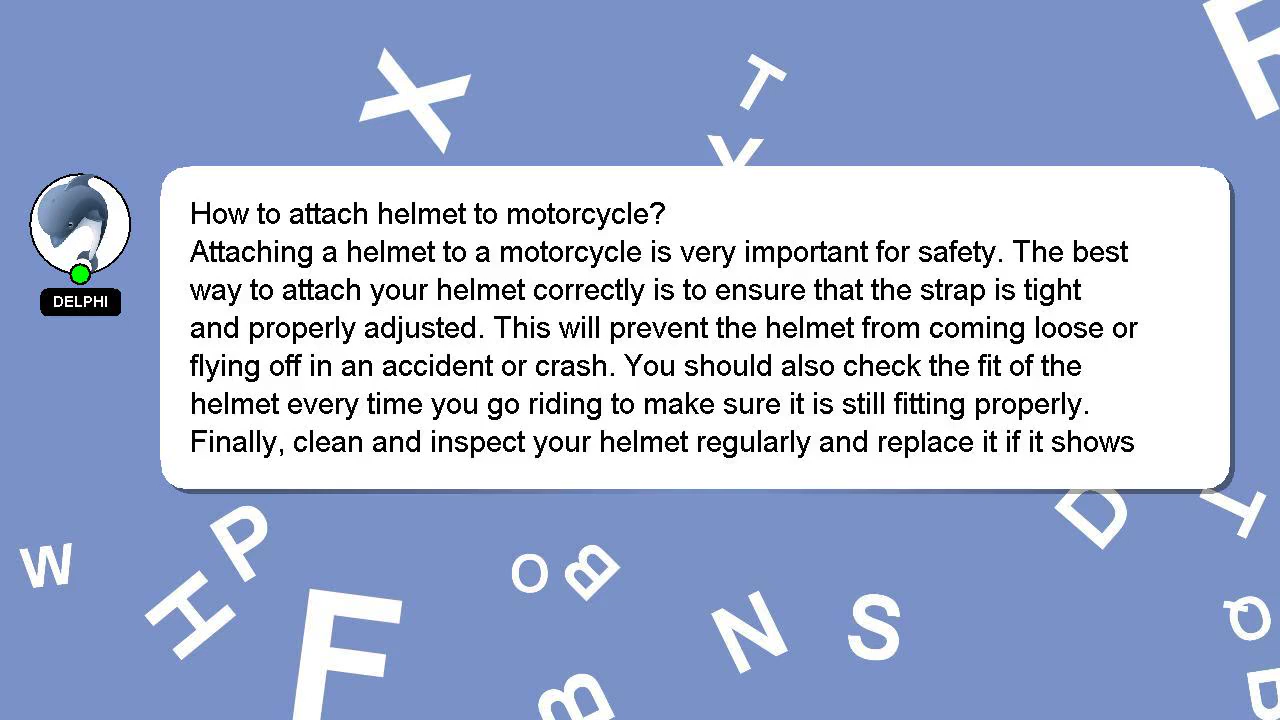 How to attach helmet to motorcycle?
Attaching a helmet to a motorcycle is very important for safety. The best
way to attach your helmet correctly is to ensure that the strap is tight
and properly adjusted. This will prevent the helmet from coming loose or
flying off in an accident or crash. You should also check the fit of the
helmet every time you go riding to make sure it is still fitting properly.
Finally, clean and inspect your helmet regularly and replace it if it shows
DELPHI
X
T
Y
W
H
P
F
O
B
B
N
S
D